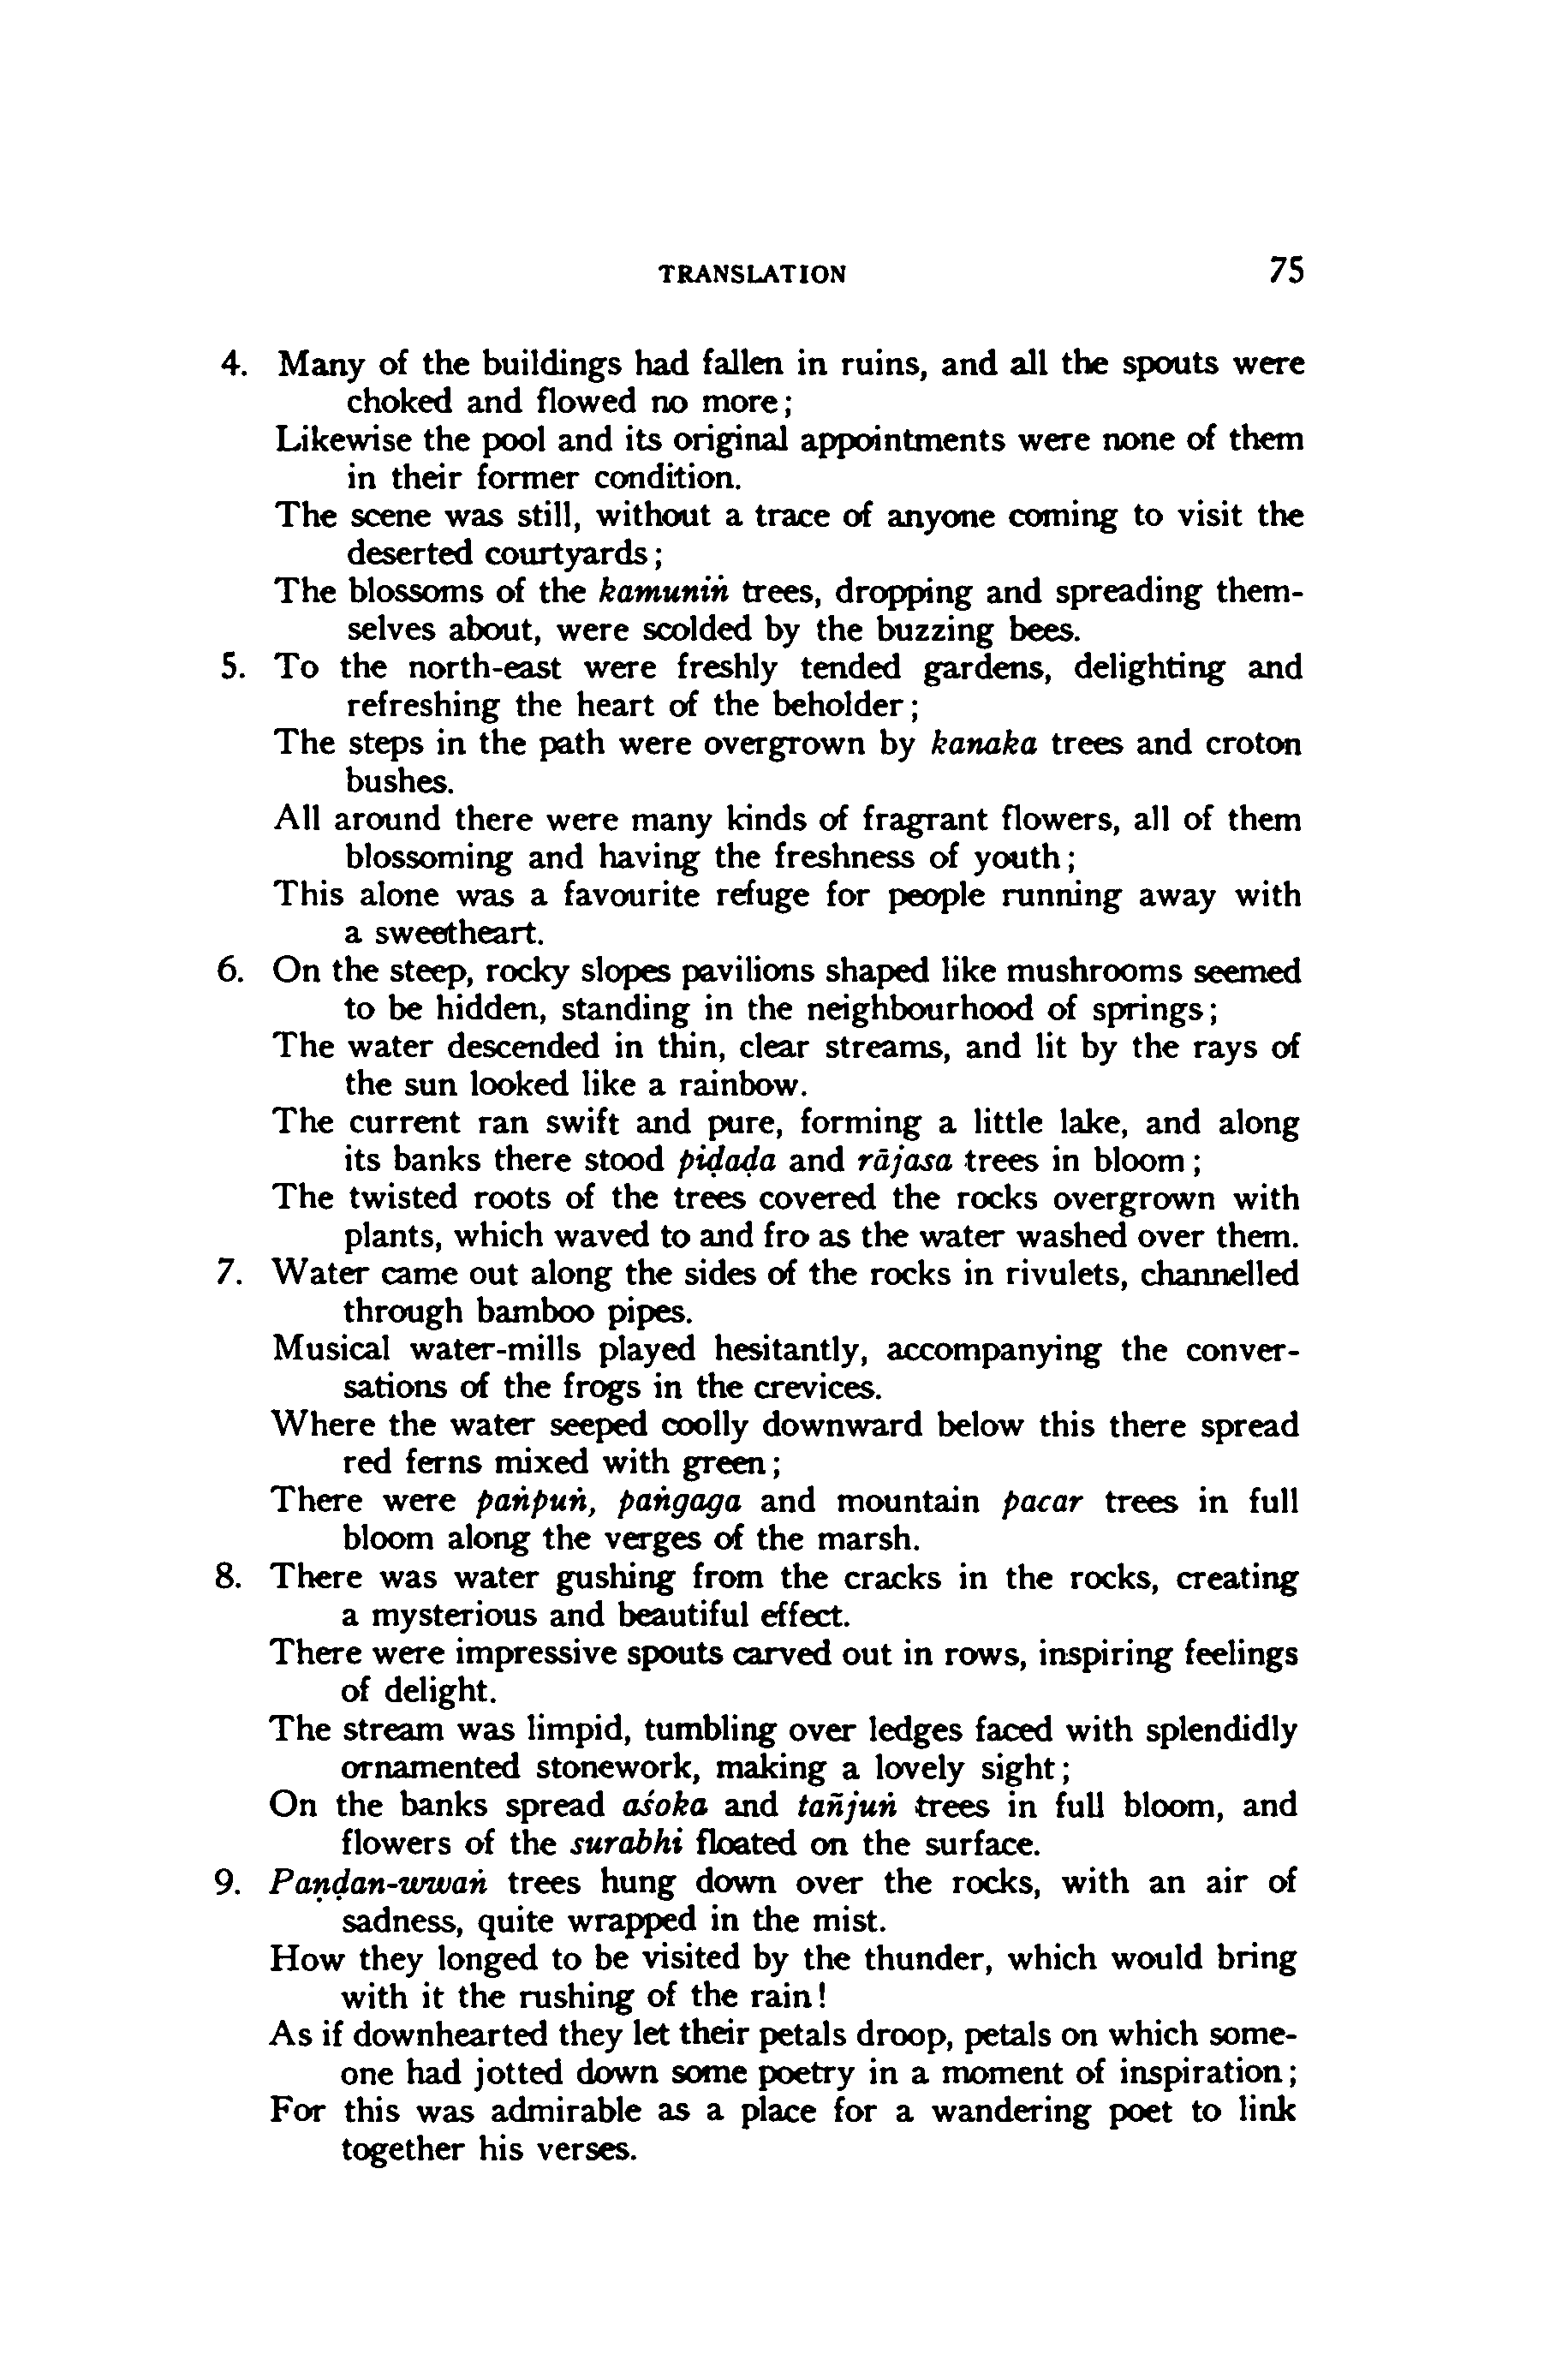 TRANSLATION 75
4. Many of the buildings had fallen in ruins, and all the spouts were
choked and flowed no more;
Likewise the pool and its original appointments were none of them
in their former condition.
The scene was still, without a trace of anyone coming to visit the
deserted courtyards;
The blossoms of the kamuniṅ trees, dropping and spreading them-
selves about, were scolded by the buzzing bees.
5. To the north-east were freshly tended gardens, delighting and
refreshing the heart of the beholder;
The steps in the path were overgrown by kanaka trees and croton
bushes.
All around there were many kinds of fragrant flowers, all of them
blossoming and having the freshness of youth;
This alone was a favourite refuge for people running away with
a sweetheart.
6. On the steep, rocky slopes pavilions shaped like mushrooms seemed
to be hidden, standing in the neighbourhood of springs;
The water descended in thin, clear streams, and lit by the rays of
the sun looked like a rainbow.
The current ran swift and pure, forming a little lake, and along
its banks there stood piḍaḍa and rājasa trees in bloom;
The twisted roots of the trees covered the rocks overgrown with
plants, which waved to and fro as the water washed over them.
7. Water came out along the sides of the rocks in rivulets, channelled
through bamboo pipes.
Musical water-mills played hesitantly, accompanying the conver-
sations of the frogs in the crevices.
Where the water seeped coolly downward below this there spread
red ferns mixed with green;
There were paṅpuṅ, paṅgaga and mountain pacar trees in full
bloom along the verges of the marsh.
8. There was water gushing from the cracks in the rocks, creating
a mysterious and beautiful effect.
There were impressive spouts carved out in rows, inspiring feelings
of delight.
The stream was limpid, tumbling over ledges faced with splendidly
ornamented stonework, making a lovely sight;
On the banks spread aśoka and tañjuṅ trees in full bloom, and
flowers of the surabhi floated on the surface.
9. Paṇḍan-wwaṅ trees hung down over the rocks, with an air of
sadness, quite wrapped in the mist.
How they longed to be visited by the thunder, which would bring
with it the rushing of the rain!
As if downhearted they let their petals droop, petals on which some-
one had jotted down some poetry in a moment of inspiration;
For this was admirable as a place for a wandering poet to link
together his verses.